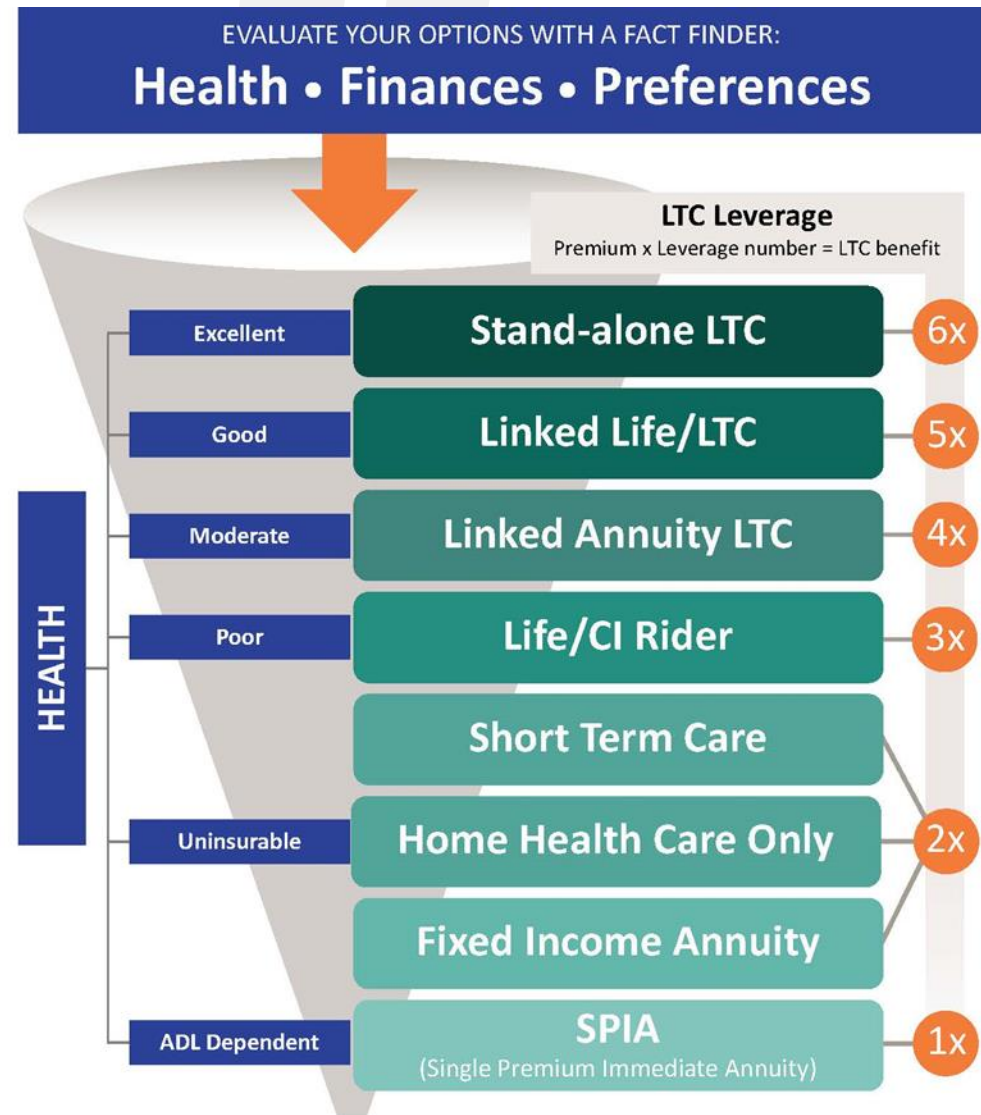 EVALUATE YOUR OPTIONS WITH A FACT FINDER:
Health • Finances • Preferences
LTC Leverage
Premium x Leverage number = LTC benefit
HEALTH
Excellent
Stand-alone LTC
6x
Good
Linked Life/LTC
5x
Moderate
Linked Annuity LTC
4x
Poor
Life/CI Rider
3x
Short Term Care
Uninsurable
Home Health Care Only
2x
Fixed Income Annuity
ADL Dependent
SPIA
(Single Premium Immediate Annuity)
1x